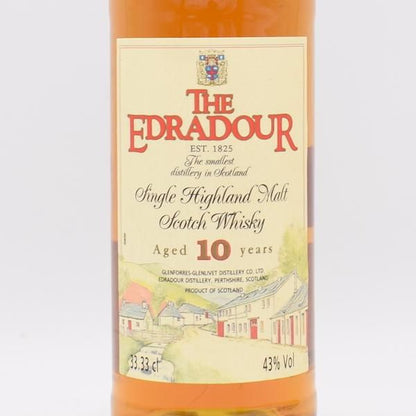 THE
EDRADOUR
EST. 1825
The smallest
distillery in Scotland
Single Highland Malt
Scotch Whisky
Aged 10 years
GLENFORRES-GLENLIVET DISTILLERY CO. LTD.
EDRADOUR DISTILLERY, PERTHSHIRE, SCOTLAND
PRODUCT OF SCOTLAND
33.33 cl 43% Vol